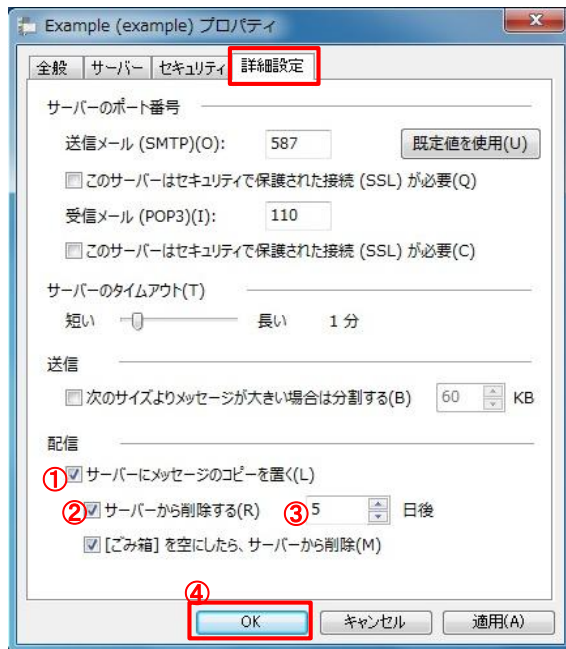 Example (example) プロパティ
全般 サーバー セキュリティ 詳細設定
サーバーのポート番号
送信メール (SMTP)(O): 587 既定値を使用(U)
このサーバーはセキュリティで保護された接続 (SSL) が必要(Q)
受信メール (POP3)(I): 110
このサーバーはセキュリティで保護された接続 (SSL) が必要(C)
サーバーのタイムアウト(T)
短い 長い 1 分
送信
次のサイズよりメッセージが大きい場合は分割する(B) 60 KB
配信
① サーバーにメッセージのコピーを置く(L)
② サーバーから削除する(R) ③ 5 日後
[ごみ箱] を空にしたら、サーバーから削除(M)
④
OK キャンセル 適用(A)